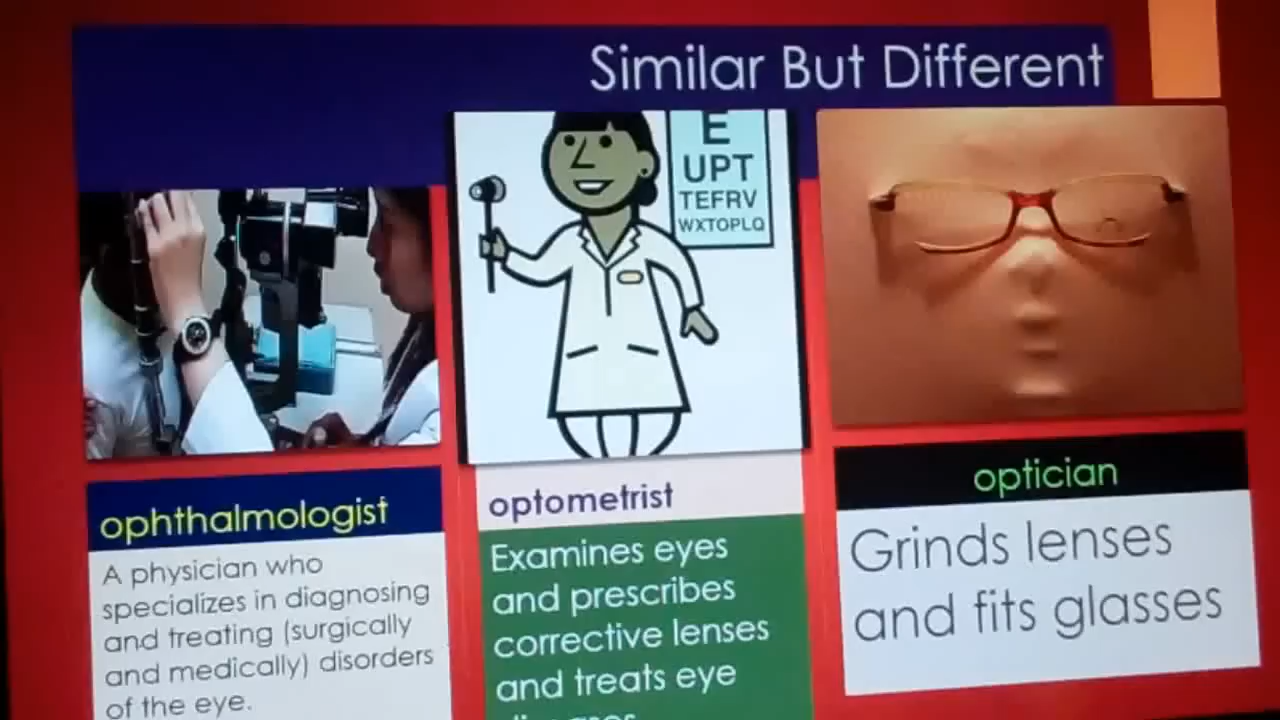 Similar But Different
E
UPT
TEFRV
WXTOPLQ
ophthalmologist
A physician who
specializes in diagnosing
and treating (surgically
and medically) disorders
of the eye.
optometrist
Examines eyes
and prescribes
corrective lenses
and treats eye
optician
Grinds lenses
and fits glasses